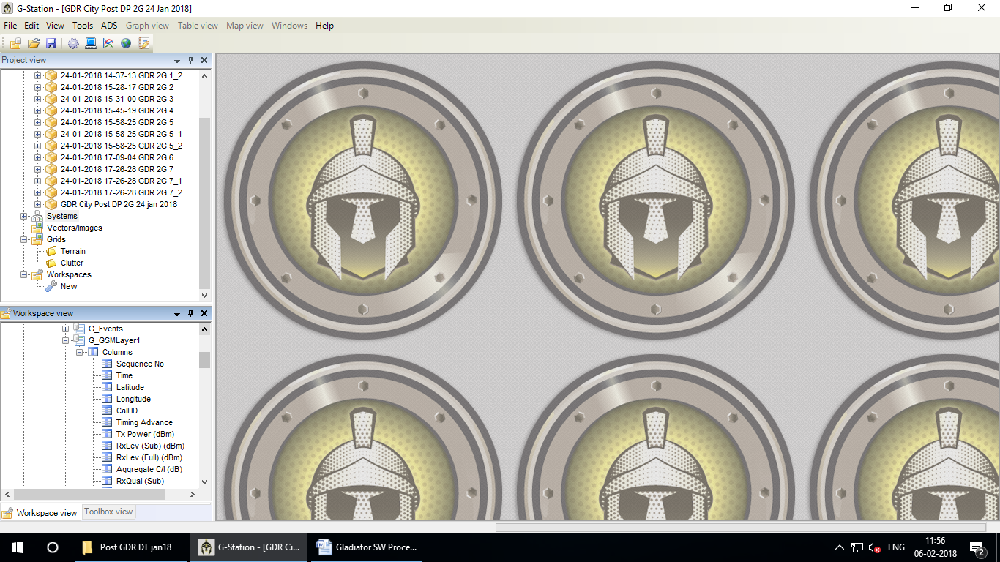 G-Station - [GDR City Post DP 2G 24 Jan 2018]
File Edit View Tools ADS Graph view Table view Map view Windows Help
Project view
24-01-2018 14-37-13 GDR 2G 1_2
24-01-2018 15-28-17 GDR 2G 2
24-01-2018 15-31-00 GDR 2G 3
24-01-2018 15-45-19 GDR 2G 4
24-01-2018 15-58-25 GDR 2G 5
24-01-2018 15-58-25 GDR 2G 5_1
24-01-2018 15-58-25 GDR 2G 5_2
24-01-2018 17-09-04 GDR 2G 6
24-01-2018 17-26-28 GDR 2G 7
24-01-2018 17-26-28 GDR 2G 7_1
24-01-2018 17-26-28 GDR 2G 7_2
GDR City Post DP 2G 24 jan 2018
Systems
Vectors/Images
Grids
Terrain
Clutter
Workspaces
New
Workspace view
G_Events
G_GSMLayer1
Columns
Sequence No
Time
Latitude
Longitude
Call ID
Timing Advance
Tx Power (dBm)
RxLev (Sub) (dBm)
RxLev (Full) (dBm)
Aggregate C/I (dB)
RxQual (Sub)
Workspace view Toolbox view
Post GDR DT jan18
G-Station - [GDR Ci...
Gladiator SW Proce...
ENG
11:56
06-02-2018
2